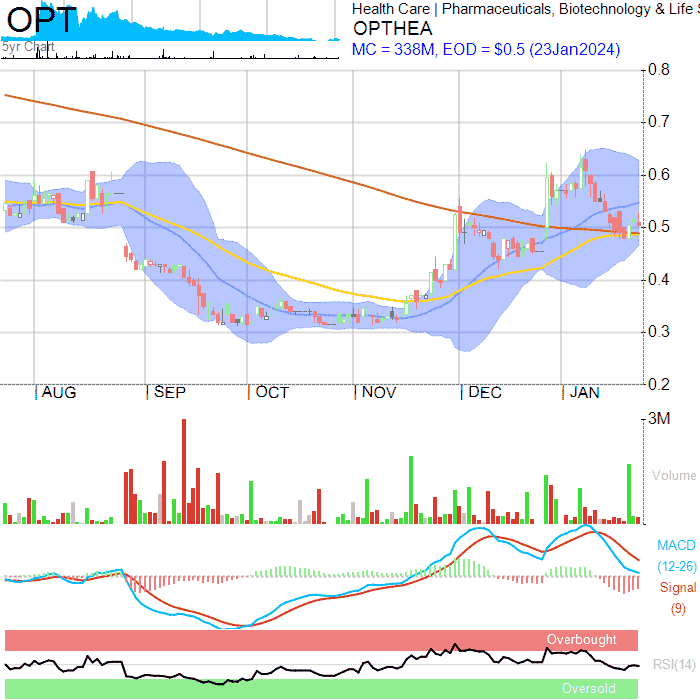 OPT
5yr Chart
Health Care | Pharmaceuticals, Biotechnology & Life S
OPTHEA
MC = 338M, EOD = $0.5 (23Jan2024)
0.8
0.7
0.6
0.5
0.4
0.3
0.2
AUG SEP OCT NOV DEC JAN
3M
Volume
MACD
(12-26)
Signal
(9)
Overbought
RSI(14)
Oversold